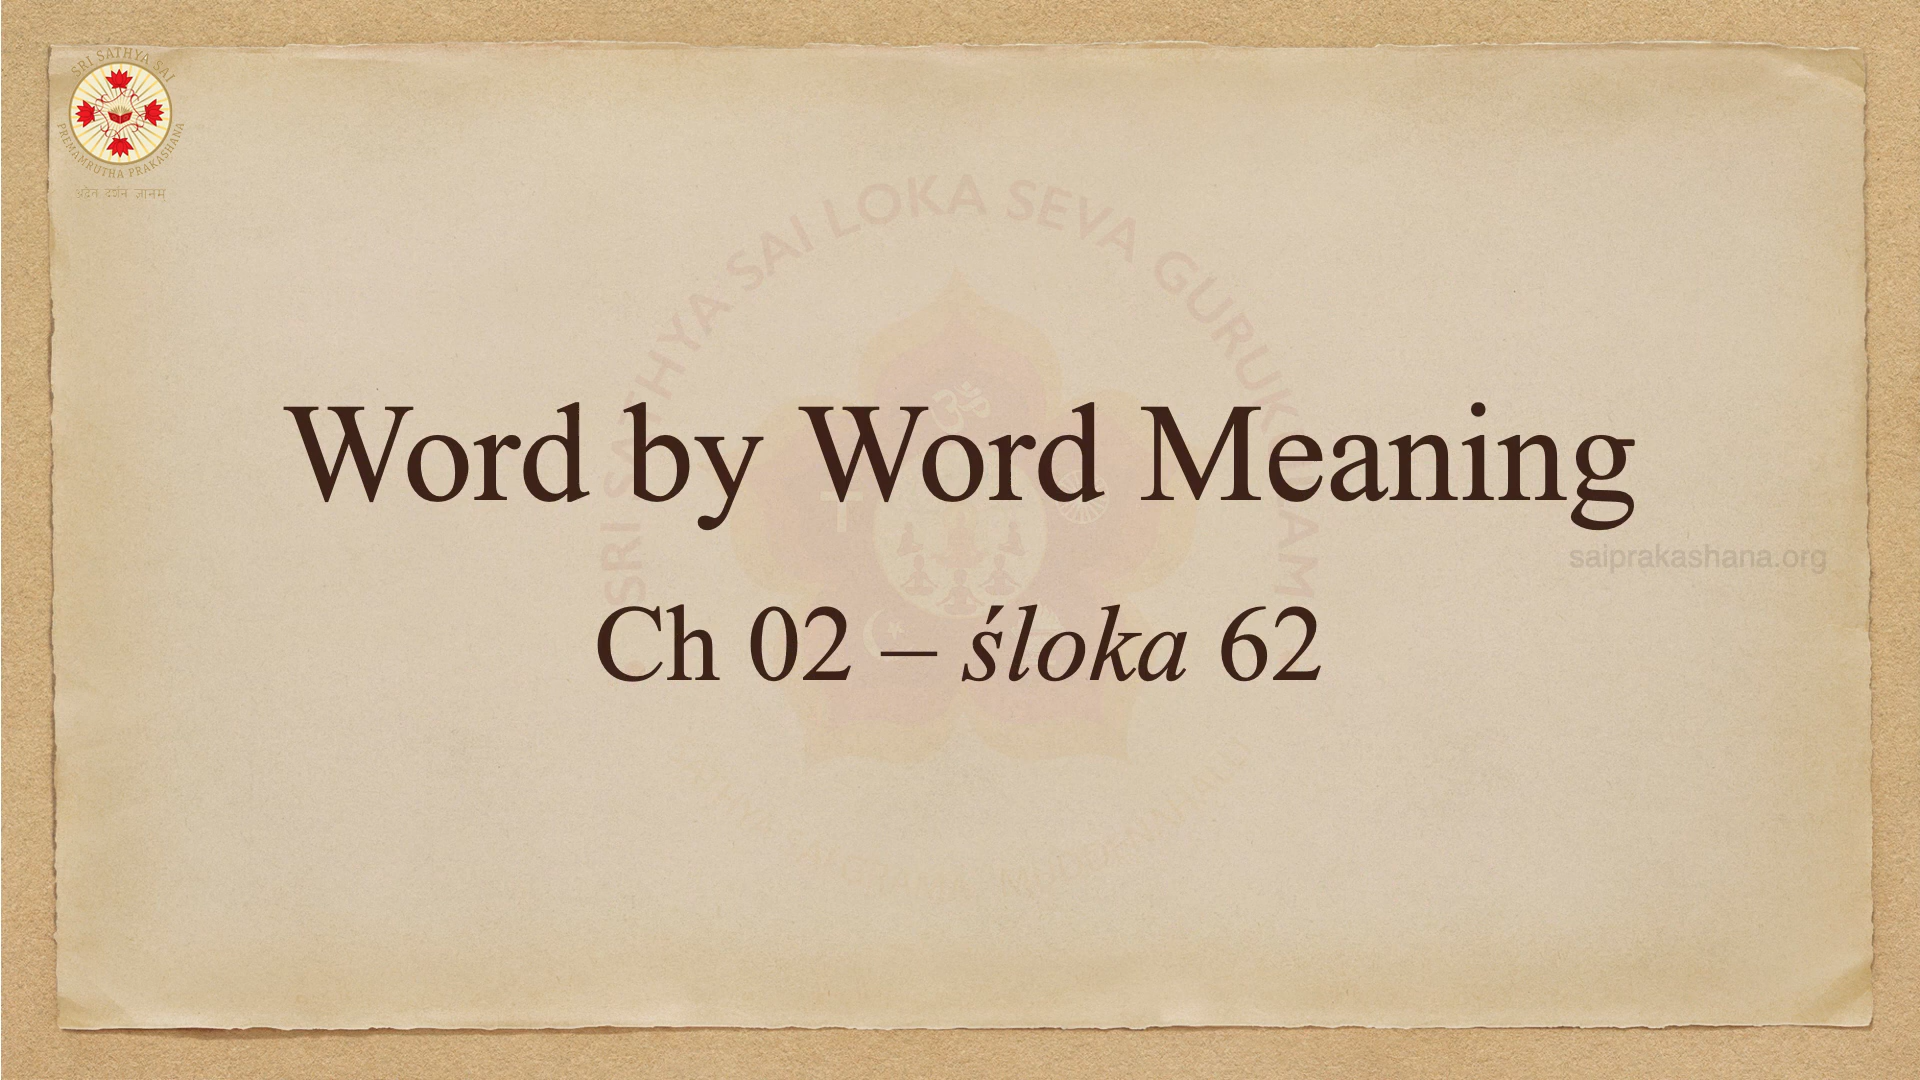 SRI SATHYA SAI
PREMAMRUTHA PRAKASHANA
SRI SATHYA SAI LOKA SEVA GURUKULAM
Word by Word Meaning
saiprakashana.org
Ch 02 – śloka 62